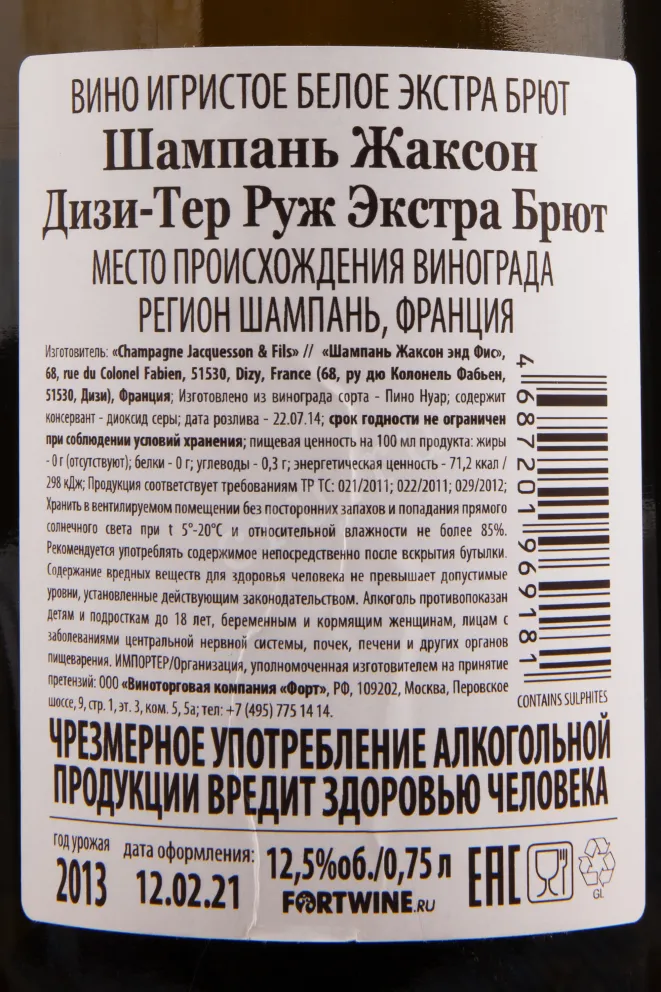 ВИНО ИГРИСТОЕ БЕЛОЕ ЭКСТРА БРЮТ
Шампань Жаксон
Дизи-Тер Руж Экстра Брют
МЕСТО ПРОИСХОЖДЕНИЯ ВИНОГРАДА
РЕГИОН ШАМПАНЬ, ФРАНЦИЯ
Изготовитель: «Champagne Jacquesson & Fils» // «Шампань Жаксон энд Фис»,
68, rue du Colonel Fabien, 51530, Dizy, France (68, ру дю Колонель Фабьен,
51530, Дизи), Франция; Изготовлено из винограда сорта - Пино Нуар; содержит
консервант - диоксид серы; дата розлива - 22.07.14; срок годности не ограничен
при соблюдении условий хранения; пищевая ценность на 100 мл продукта: жиры
- 0 г (отсутствуют); белки - 0 г; углеводы - 0,3 г; энергетическая ценность - 71,2 ккал /
298 кДж; Продукция соответствует требованиям ТР ТС: 021/2011; 022/2011; 029/2012;
Хранить в вентилируемом помещении без посторонних запахов и попадания прямого
солнечного света при t 5°-20°C и относительной влажности не более 85%.
Рекомендуется употреблять содержимое непосредственно после вскрытия бутылки.
Содержание вредных веществ для здоровья человека не превышает допустимые
уровни, установленные действующим законодательством. Алкоголь противопоказан
детям и подросткам до 18 лет, беременным и кормящим женщинам, лицам с
заболеваниями центральной нервной системы, почек, печени и других органов
пищеварения. ИМПОРТЕР/Организация, уполномоченная изготовителем на принятие
претензий: ООО «Виноторговая компания «Форт», РФ, 109202, Москва, Перовское
шоссе, 9, стр. 1, эт. 3, ком. 5, 5а; тел: +7 (495) 775 14 14.
4 687201 969181
CONTAINS SULPHITES
ЧРЕЗМЕРНОЕ УПОТРЕБЛЕНИЕ АЛКОГОЛЬНОЙ
ПРОДУКЦИИ ВРЕДИТ ЗДОРОВЬЮ ЧЕЛОВЕКА
год урожая
2013
дата оформления:
12.02.21
12,5%об./0,75 л
FORTWINE.RU
ЕАС
GL